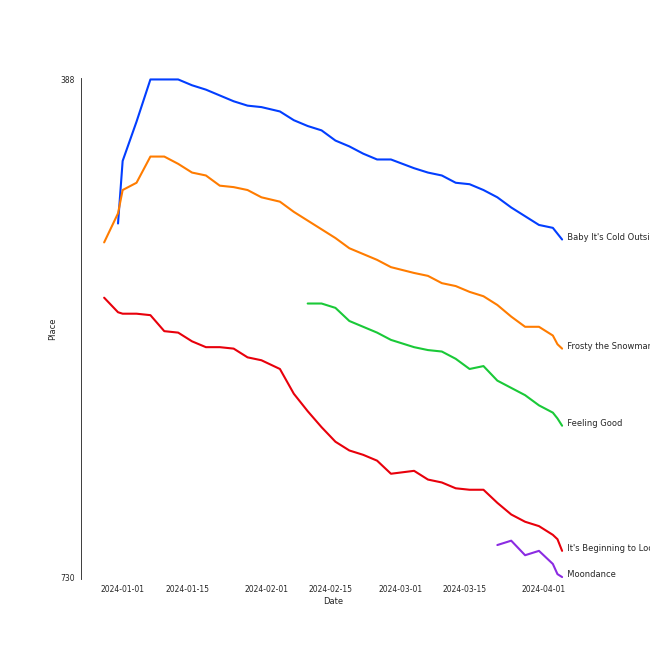 388
Baby It's Cold Outsi
Place
Frosty the Snowmar
Feeling Good
It's Beginning to Loo
Moondance
730
2024-01-01 2024-01-15 2024-02-01 2024-02-15 2024-03-01 2024-03-15 2024-04-01
Date